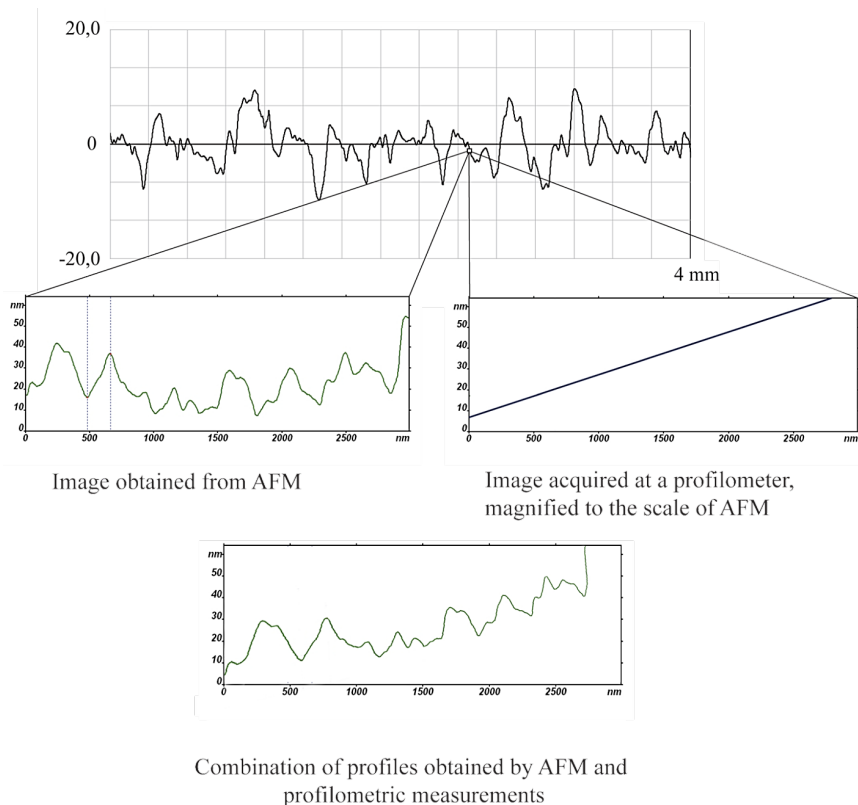 20,0
0
-20,0
4 mm
nm
50
40
30
20
10
0
0 500 1000 1500 2000 2500 nm
nm
50
40
30
20
10
0
0 500 1000 1500 2000 2500 nm
Image obtained from AFM
Image acquired at a profilometer,
magnified to the scale of AFM
nm
50
40
30
20
10
0
0 500 1000 1500 2000 2500 nm
Combination of profiles obtained by AFM and
profilometric measurements